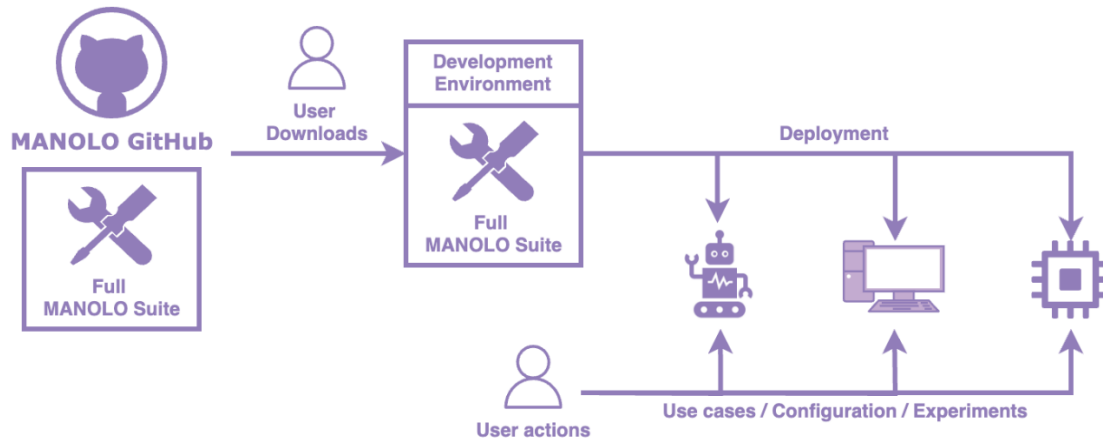 MANOLO GitHub
Full
MANOLO Suite
User
Downloads
Development
Environment
Full
MANOLO Suite
Deployment
User actions
Use cases / Configuration / Experiments